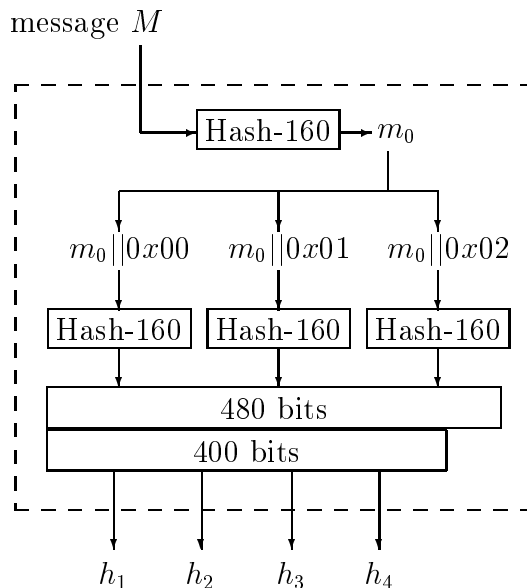 message M
Hash-160 m₀
m₀||0x00 m₀||0x01 m₀||0x02
Hash-160 Hash-160 Hash-160
480 bits
400 bits
h₁ h₂ h₃ h₄